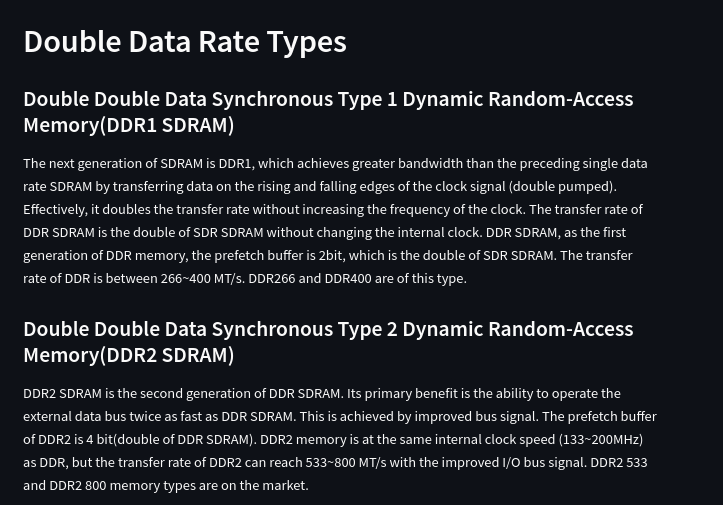 Double Data Rate Types
Double Double Data Synchronous Type 1 Dynamic Random-Access
Memory(DDR1 SDRAM)
The next generation of SDRAM is DDR1, which achieves greater bandwidth than the preceding single data
rate SDRAM by transferring data on the rising and falling edges of the clock signal (double pumped).
Effectively, it doubles the transfer rate without increasing the frequency of the clock. The transfer rate of
DDR SDRAM is the double of SDR SDRAM without changing the internal clock. DDR SDRAM, as the first
generation of DDR memory, the prefetch buffer is 2bit, which is the double of SDR SDRAM. The transfer
rate of DDR is between 266~400 MT/s. DDR266 and DDR400 are of this type.
Double Double Data Synchronous Type 2 Dynamic Random-Access
Memory(DDR2 SDRAM)
DDR2 SDRAM is the second generation of DDR SDRAM. Its primary benefit is the ability to operate the
external data bus twice as fast as DDR SDRAM. This is achieved by improved bus signal. The prefetch buffer
of DDR2 is 4 bit(double of DDR SDRAM). DDR2 memory is at the same internal clock speed (133~200MHz)
as DDR, but the transfer rate of DDR2 can reach 533~800 MT/s with the improved I/O bus signal. DDR2 533
and DDR2 800 memory types are on the market.